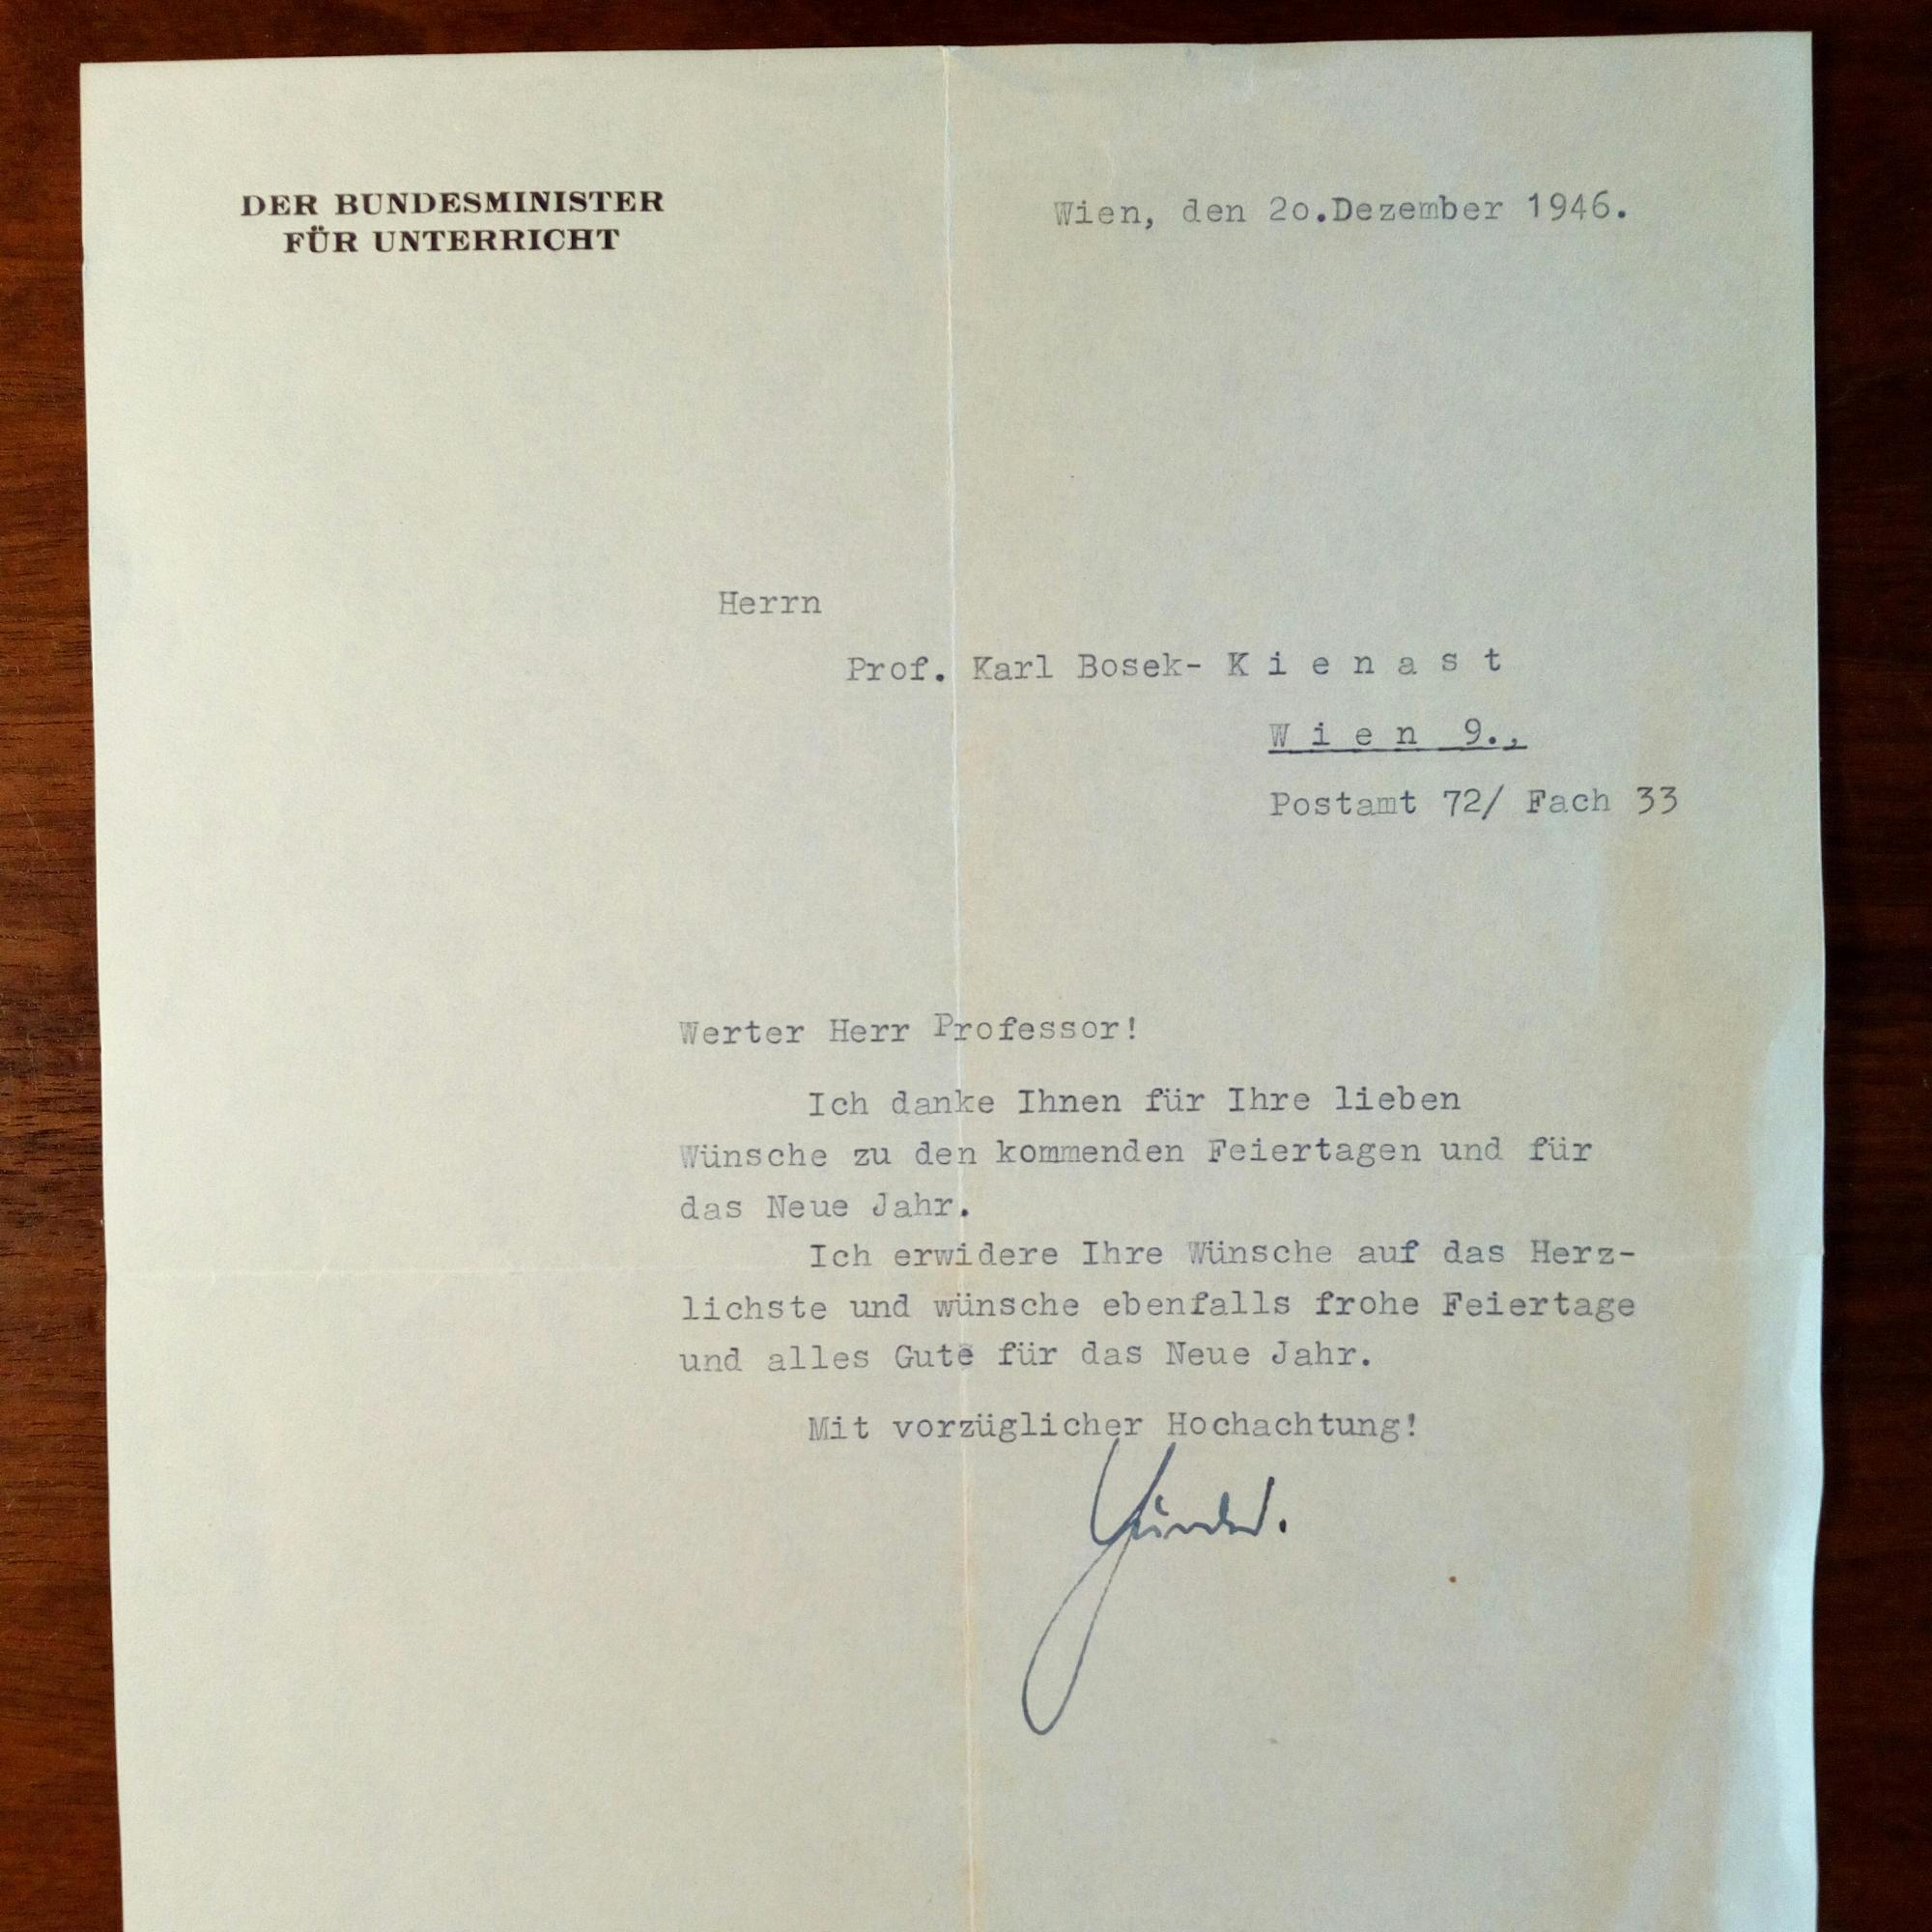 DER BUNDESMINISTER
FÜR UNTERRICHT
Wien, den 2o.Dezember 1946.
Herrn
Prof. Karl Bosek- K i e n a s t
W i e n 9.,
Postamt 72/ Fach 33
Werter Herr Professor!
Ich danke Ihnen für Ihre lieben
Wünsche zu den kommenden Feiertagen und für
das Neue Jahr.
Ich erwidere Ihre Wünsche auf das Herz-
lichste und wünsche ebenfalls frohe Feiertage
und alles Gute für das Neue Jahr.
Mit vorzüglicher Hochachtung!